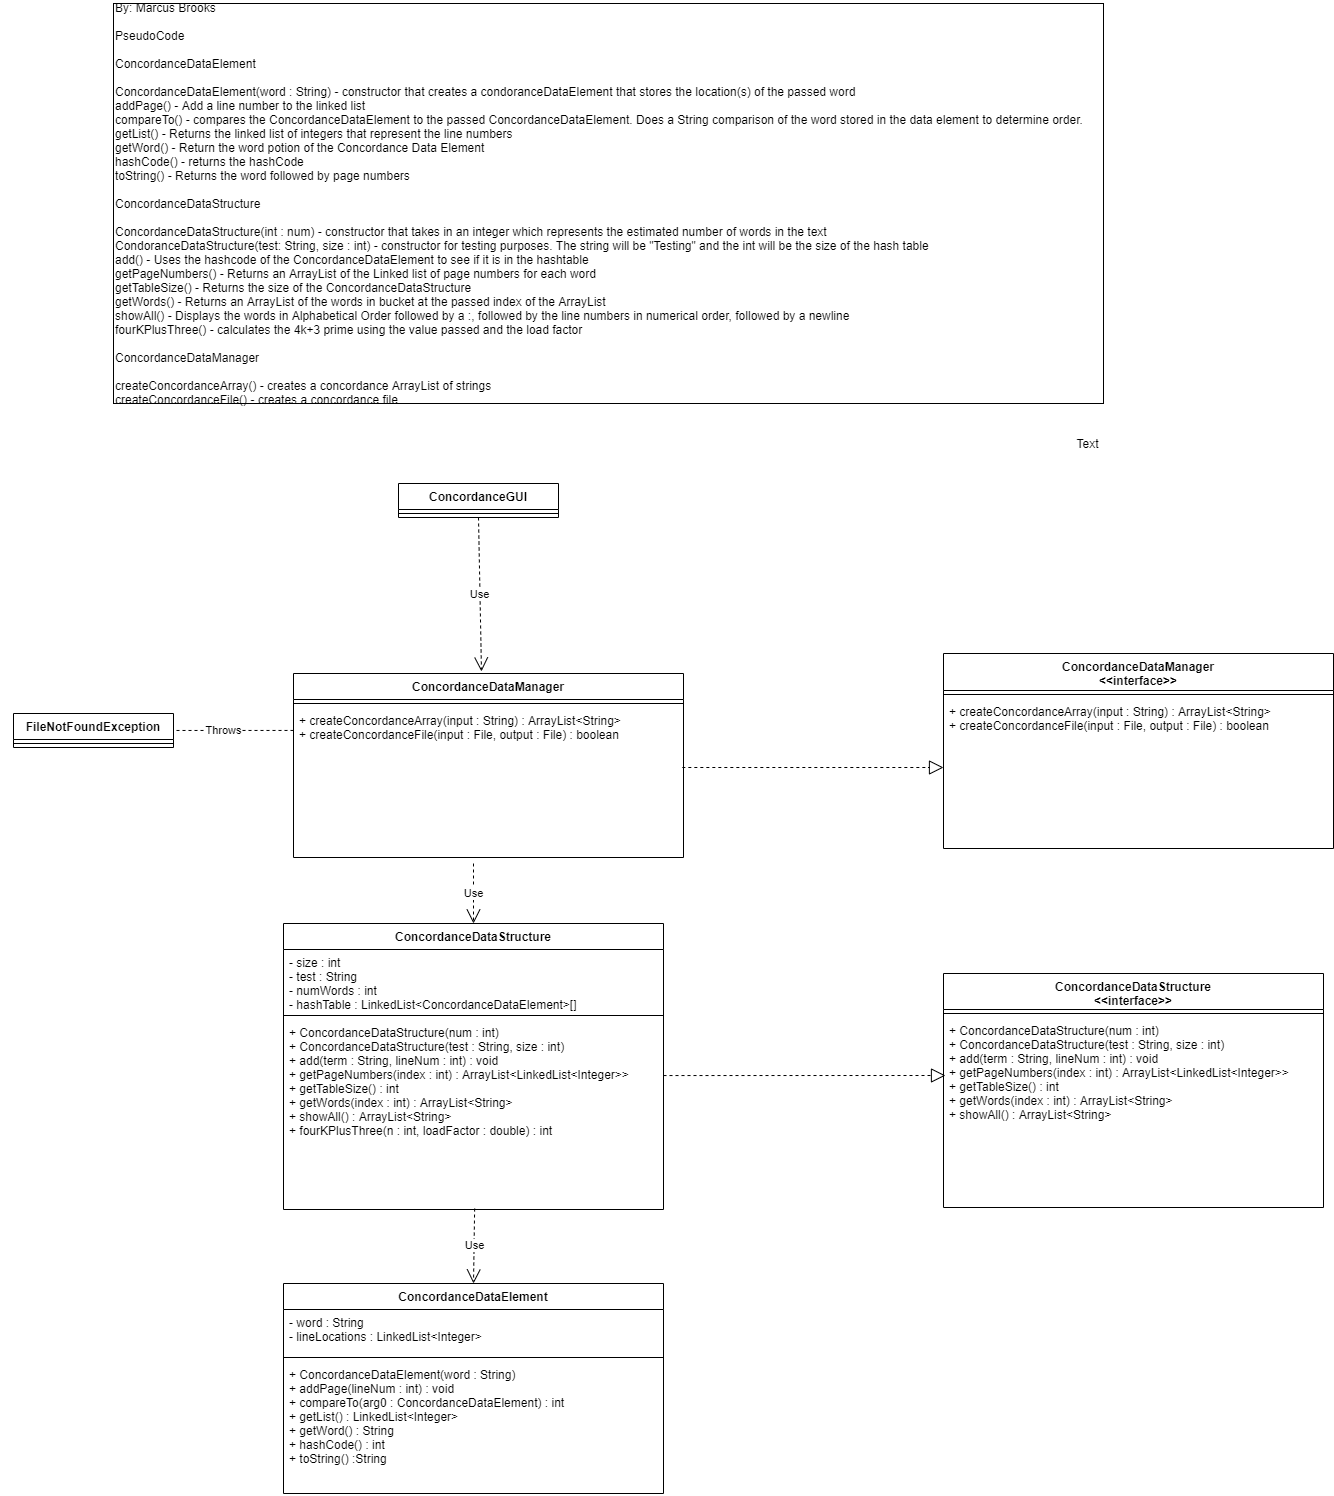 By: Marcus Brooks
PseudoCode
ConcordanceDataElement
ConcordanceDataElement(word : String) - constructor that creates a condoranceDataElement that stores the location(s) of the passed word
addPage() - Add a line number to the linked list
compareTo() - compares the ConcordanceDataElement to the passed ConcordanceDataElement. Does a String comparison of the word stored in the data element to determine order.
getList() - Returns the linked list of integers that represent the line numbers
getWord() - Return the word potion of the Concordance Data Element
hashCode() - returns the hashCode
toString() - Returns the word followed by page numbers
ConcordanceDataStructure
ConcordanceDataStructure(int : num) - constructor that takes in an integer which represents the estimated number of words in the text
CondoranceDataStructure(test: String, size : int) - constructor for testing purposes. The string will be "Testing" and the int will be the size of the hash table
add() - Uses the hashcode of the ConcordanceDataElement to see if it is in the hashtable
getPageNumbers() - Returns an ArrayList of the Linked list of page numbers for each word
getTableSize() - Returns the size of the ConcordanceDataStructure
getWords() - Returns an ArrayList of the words in bucket at the passed index of the ArrayList
showAll() - Displays the words in Alphabetical Order followed by a :, followed by the line numbers in numerical order, followed by a newline
fourKPlusThree() - calculates the 4k+3 prime using the value passed and the load factor
ConcordanceDataManager
createConcordanceArray() - creates a concordance ArrayList of strings
createConcordanceFile() - creates a concordance file
Text
ConcordanceGUI
Use
ConcordanceDataManager
+ createConcordanceArray(input : String) : ArrayList<String>
+ createConcordanceFile(input : File, output : File) : boolean
FileNotFoundException
Throws
ConcordanceDataManager
<<interface>>
+ createConcordanceArray(input : String) : ArrayList<String>
+ createConcordanceFile(input : File, output : File) : boolean
Use
ConcordanceDataStructure
- size : int
- test : String
- numWords : int
- hashTable : LinkedList<ConcordanceDataElement>[]
+ ConcordanceDataStructure(num : int)
+ ConcordanceDataStructure(test : String, size : int)
+ add(term : String, lineNum : int) : void
+ getPageNumbers(index : int) : ArrayList<LinkedList<Integer>>
+ getTableSize() : int
+ getWords(index : int) : ArrayList<String>
+ showAll() : ArrayList<String>
+ fourKPlusThree(n : int, loadFactor : double) : int
ConcordanceDataStructure
<<interface>>
+ ConcordanceDataStructure(num : int)
+ ConcordanceDataStructure(test : String, size : int)
+ add(term : String, lineNum : int) : void
+ getPageNumbers(index : int) : ArrayList<LinkedList<Integer>>
+ getTableSize() : int
+ getWords(index : int) : ArrayList<String>
+ showAll() : ArrayList<String>
Use
ConcordanceDataElement
- word : String
- lineLocations : LinkedList<Integer>
+ ConcordanceDataElement(word : String)
+ addPage(lineNum : int) : void
+ compareTo(arg0 : ConcordanceDataElement) : int
+ getList() : LinkedList<Integer>
+ getWord() : String
+ hashCode() : int
+ toString() :String